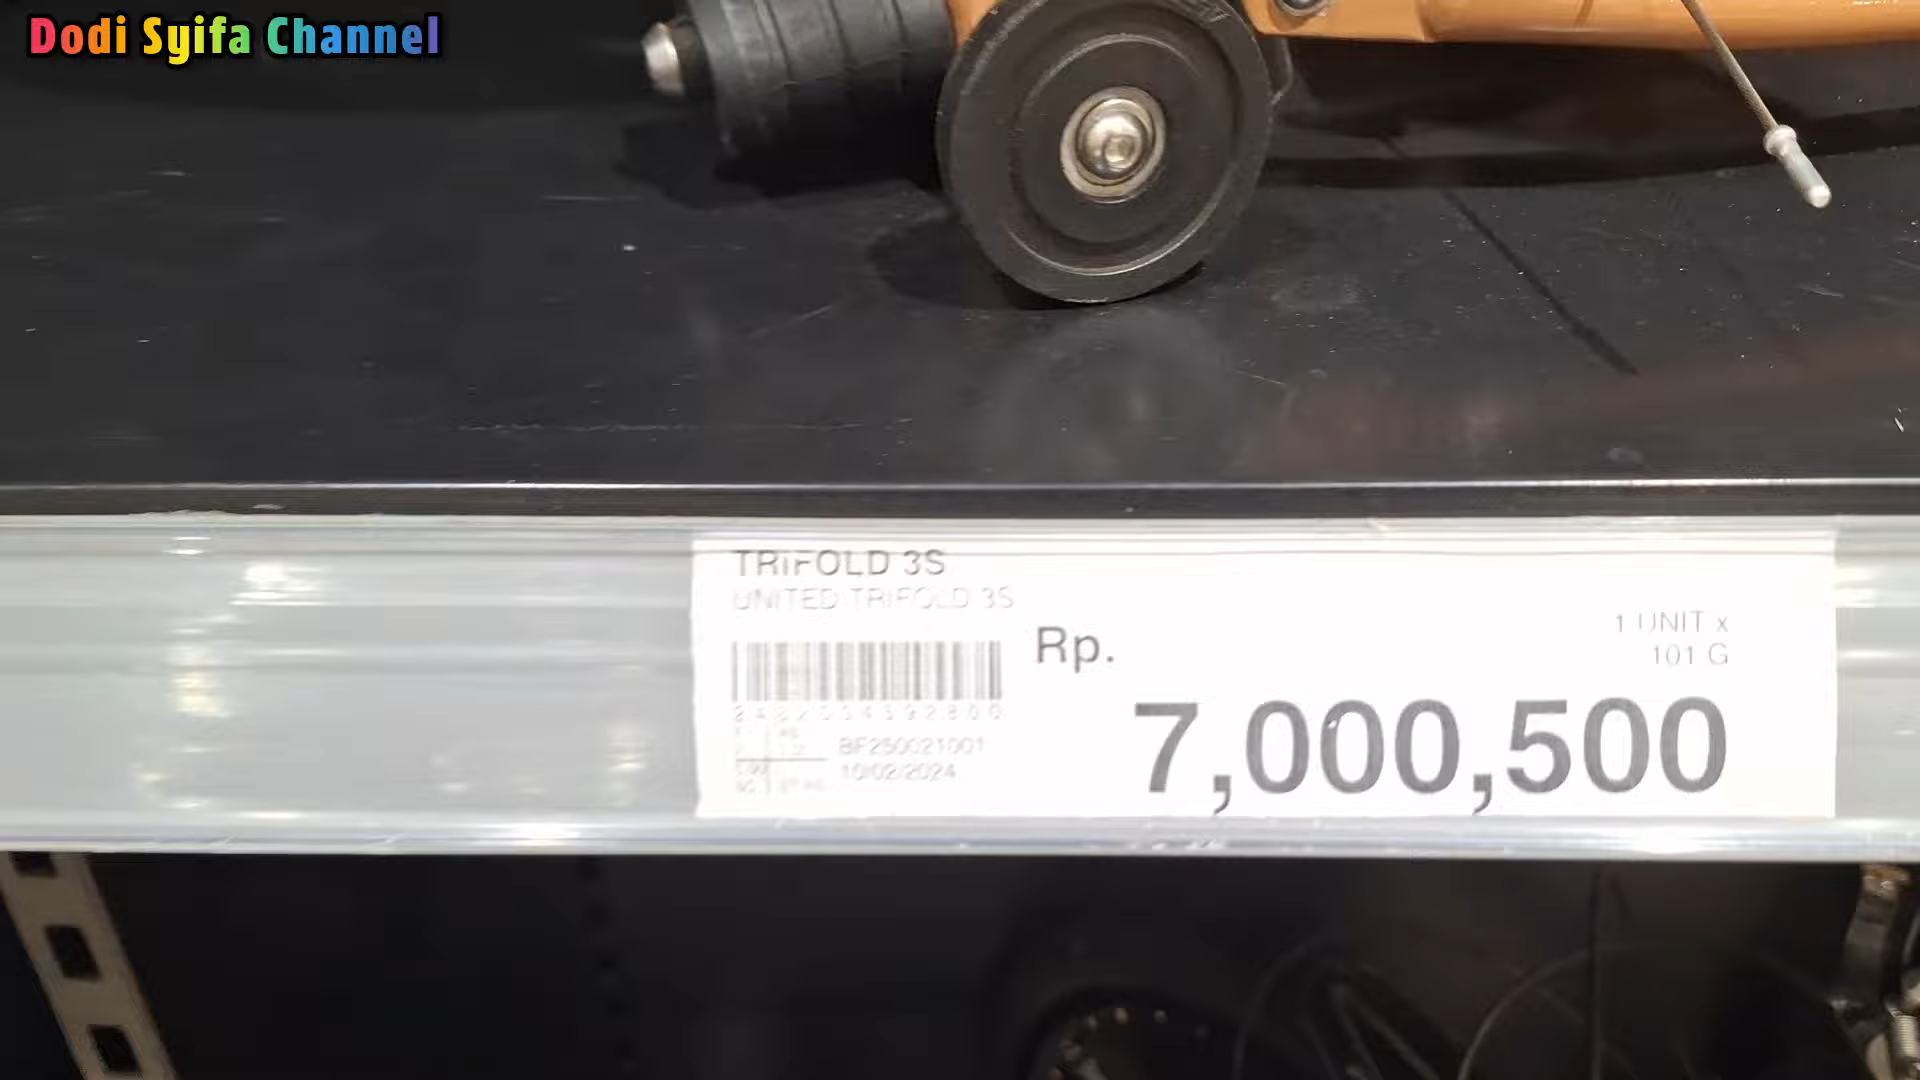 Dodi Syifa Channel
TRIFOLD 3S
UNITED TRIFOLD 3S
Rp.
1 UNIT x
101 G
7,000,500
BF250021001
10/02/2024